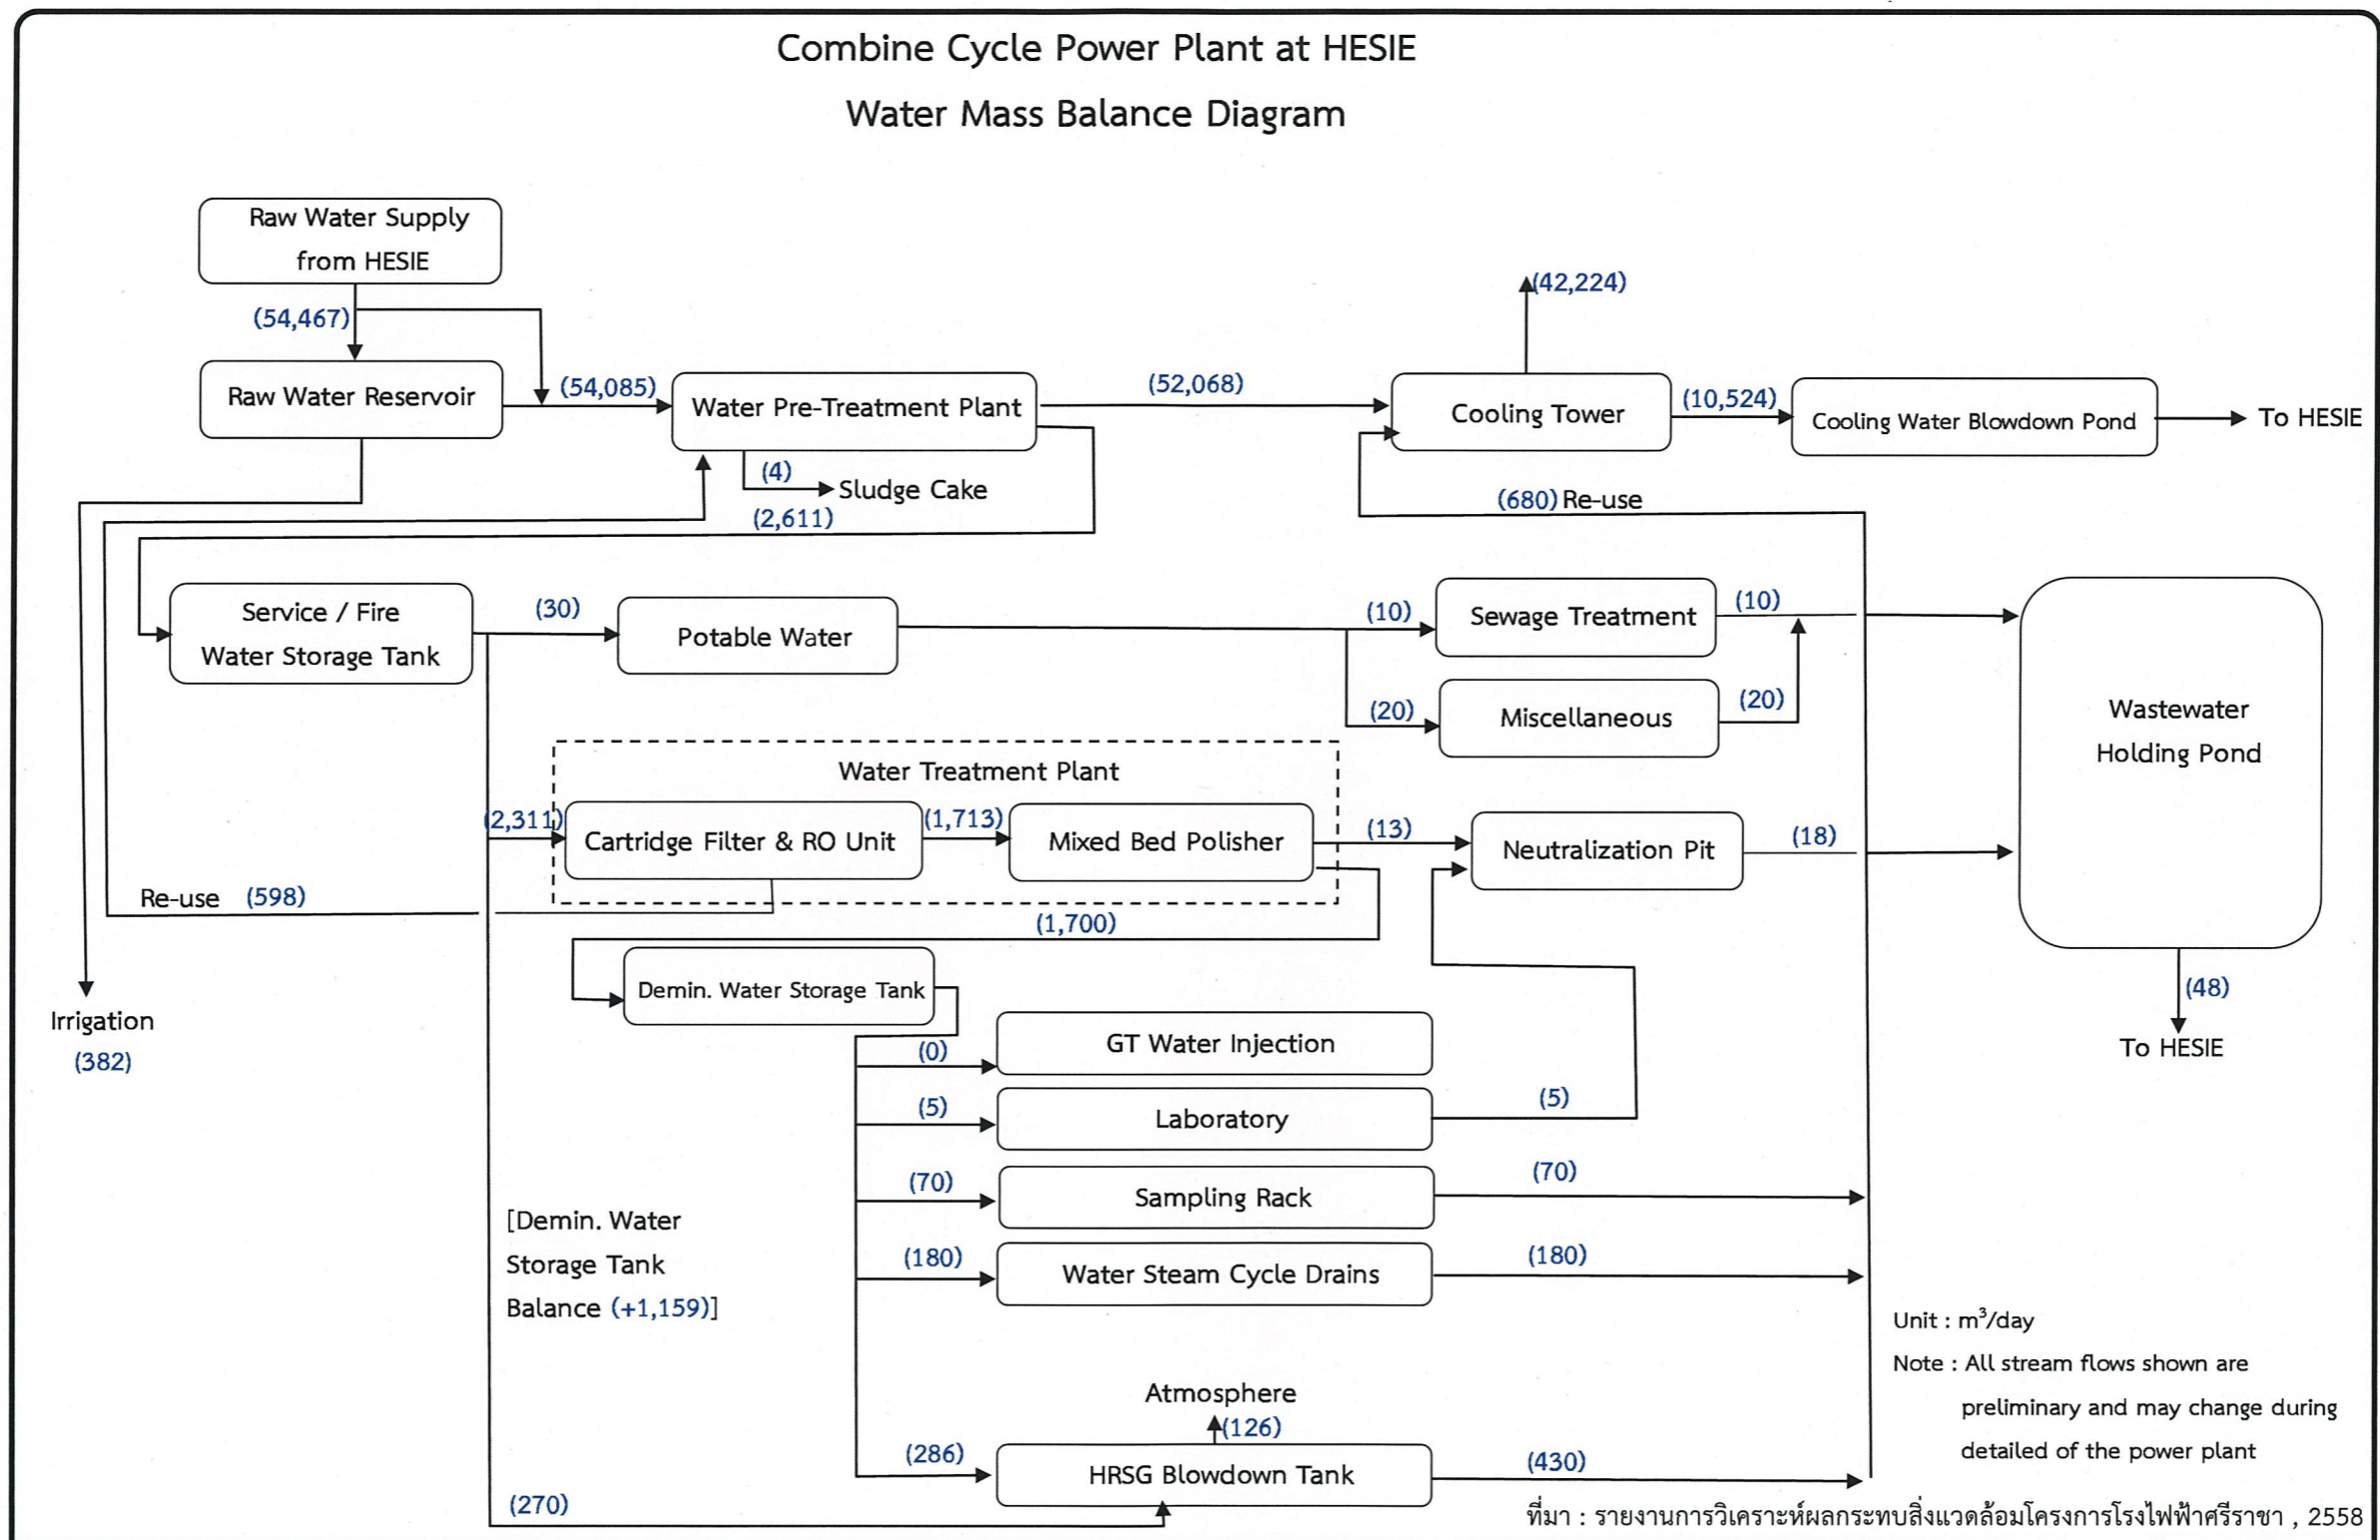 Combine Cycle Power Plant at HESIE
Water Mass Balance Diagram
Raw Water Supply
from HESIE
(54,467)
(42,224)
Raw Water Reservoir
(54,085)
Water Pre-Treatment Plant
(52,068)
Cooling Tower
(10,524)
Cooling Water Blowdown Pond
To HESIE
(4)
Sludge Cake
(2,611)
(680) Re-use
Service / Fire
Water Storage Tank
(30)
Potable Water
(10)
Sewage Treatment
(10)
(20)
Miscellaneous
(20)
Wastewater
Holding Pond
Water Treatment Plant
(2,311)
Cartridge Filter & RO Unit
(1,713)
Mixed Bed Polisher
(13)
Neutralization Pit
(18)
Re-use (598)
(1,700)
Demin. Water Storage Tank
(48)
To HESIE
Irrigation
(382)
(0)
GT Water Injection
(5)
Laboratory
(5)
(70)
Sampling Rack
(70)
[Demin. Water
Storage Tank
Balance (+1,159)]
(180)
Water Steam Cycle Drains
(180)
Atmosphere
(126)
(286)
HRSG Blowdown Tank
(430)
(270)
Unit : m³/day
Note : All stream flows shown are
preliminary and may change during
detailed of the power plant
ที่มา : รายงานการวิเคราะห์ผลกระทบสิ่งแวดล้อมโครงการโรงไฟฟ้าศรีราชา , 2558